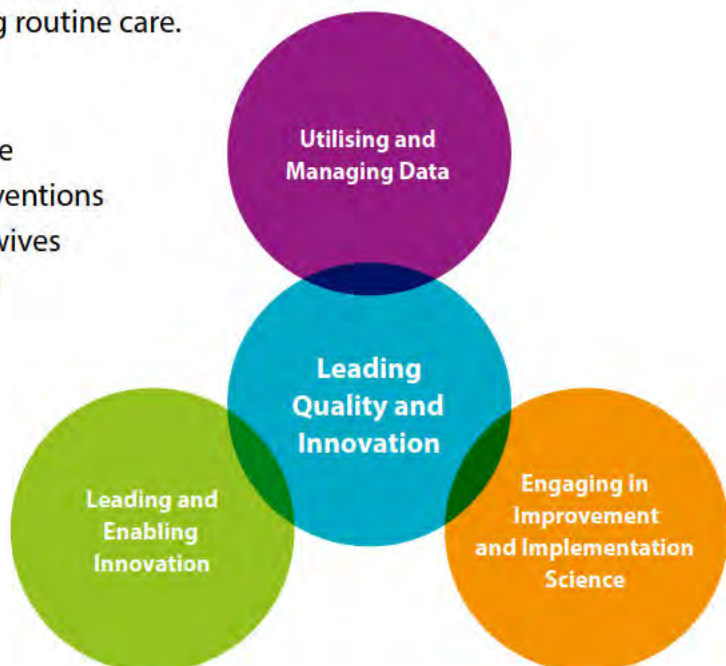 routine care.
Utilising and
Managing Data
wives
Leading
Quality and
Innovation
Leading and
Enabling
Innovation
Engaging in
Improvement
and Implementation
Science